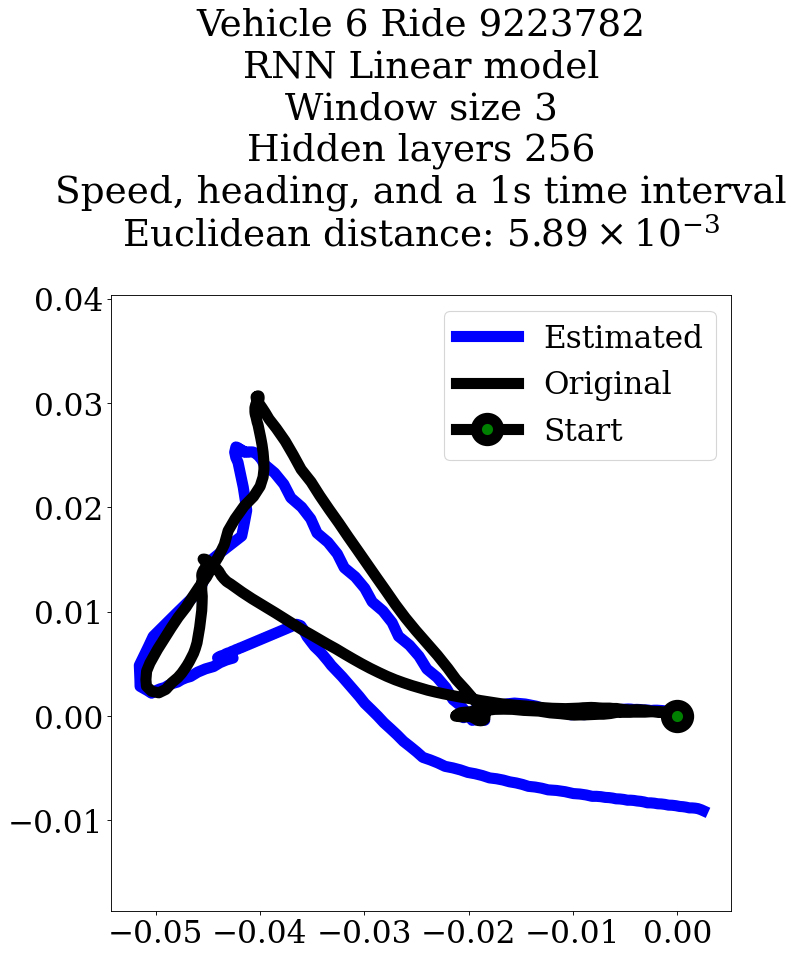 Vehicle 6 Ride 9223782
RNN Linear model
Window size 3
Hidden layers 256
Speed, heading, and a 1s time interval
Euclidean distance: 5.89 × 10⁻³
0.04
0.03
0.02
0.01
0.00
−0.01
Estimated
Original
Start
−0.05 −0.04 −0.03 −0.02 −0.01 0.00